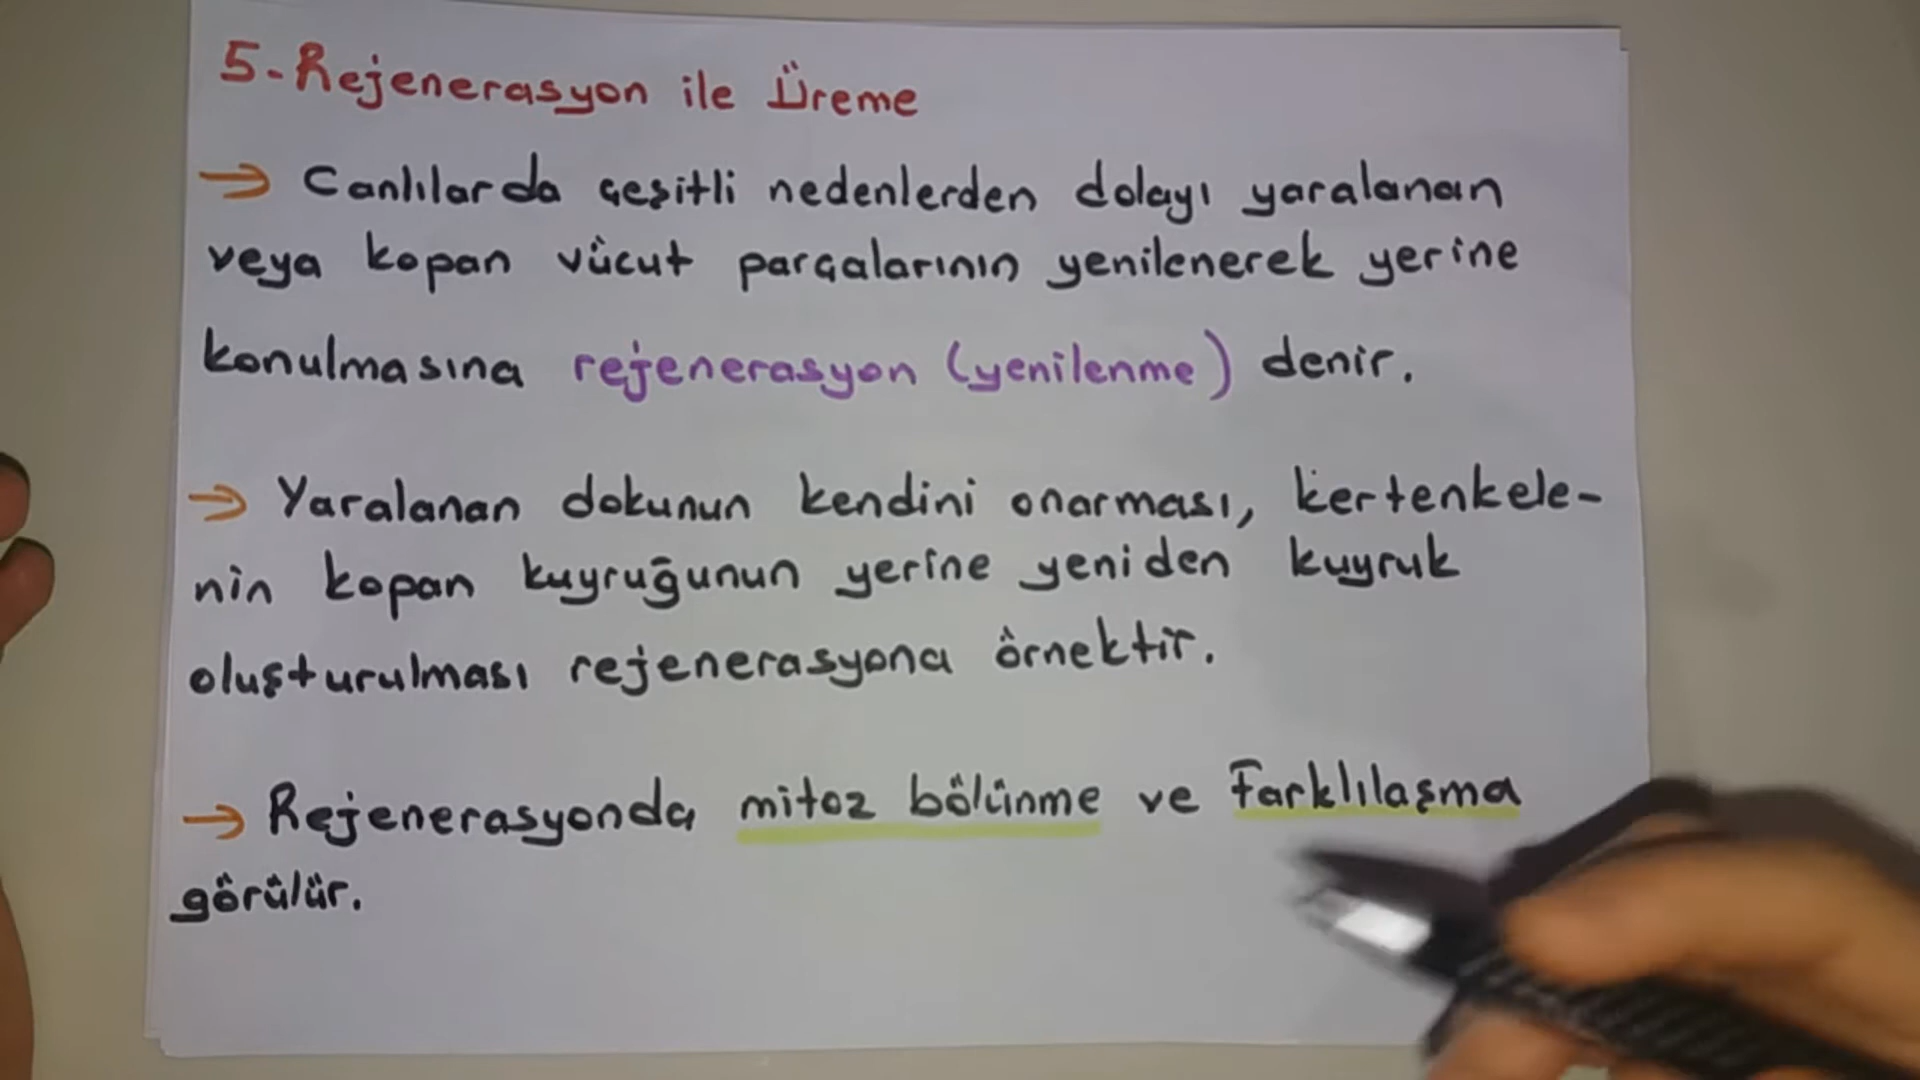 5-Rejenerasyon ile Üreme
→ Canlılarda çeşitli nedenlerden dolayı yaralanan
veya kopan vücut parçalarının yenilenerek yerine
konulmasına rejenerasyon (yenilenme) denir.
→ Yaralanan dokunun kendini onarması, kertenkele-
nin kopan kuyruğunun yerine yeniden kuyruk
oluşturulması rejenerasyona örnektir.
→ Rejenerasyonda mitoz bölünme ve Farklılaşma
görülür.